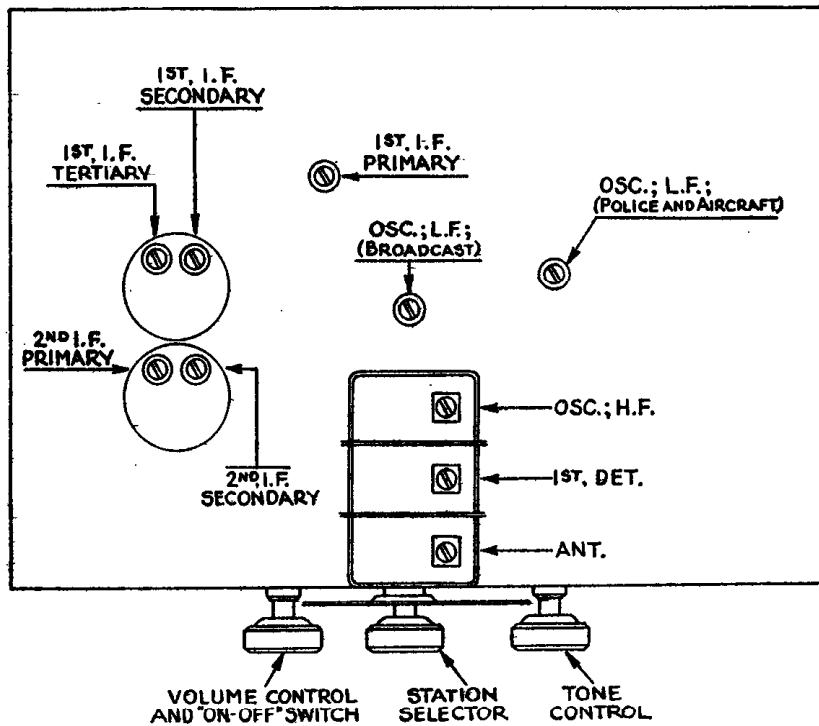 1ST, I.F.
SECONDARY
1ST, I.F.
TERTIARY
1ST, I.F.
PRIMARY
OSC.; L.F.;
(POLICE AND AIRCRAFT)
OSC.; L.F.;
(BROADCAST)
2ND I.F.
PRIMARY
OSC.; H.F.
2ND, I.F.
SECONDARY
1ST, DET.
ANT.
VOLUME CONTROL
AND "ON-OFF" SWITCH
STATION
SELECTOR
TONE
CONTROL